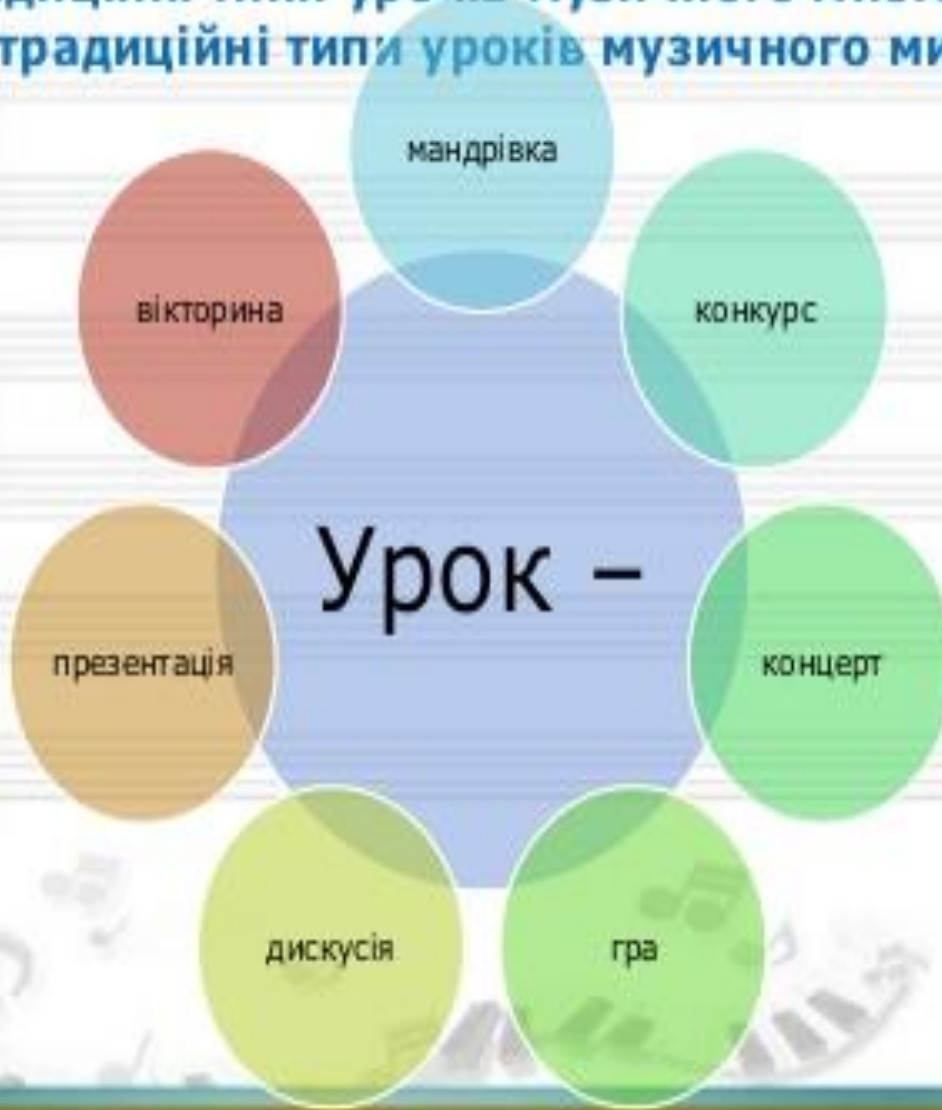 традиційні типи уроків музичного ми
мандрівка
вікторина
конкурс
Урок –
презентація
концерт
дискусія
гра